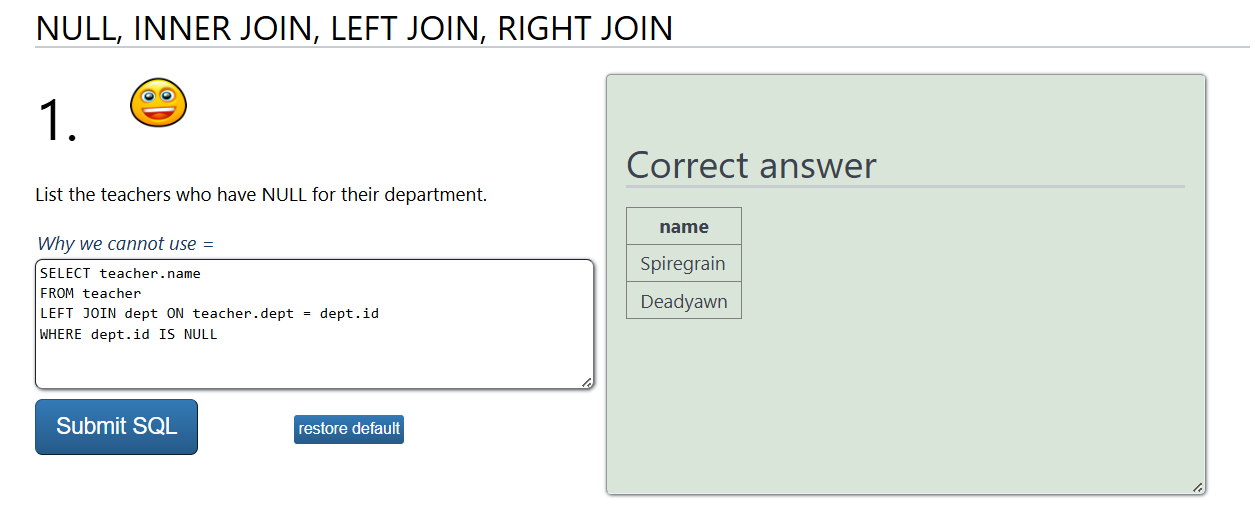 NULL, INNER JOIN, LEFT JOIN, RIGHT JOIN
1.
List the teachers who have NULL for their department.
Why we cannot use =
SELECT teacher.name
FROM teacher
LEFT JOIN dept ON teacher.dept = dept.id
WHERE dept.id IS NULL
Submit SQL
restore default
Correct answer
name
Spiregrain
Deadyawn